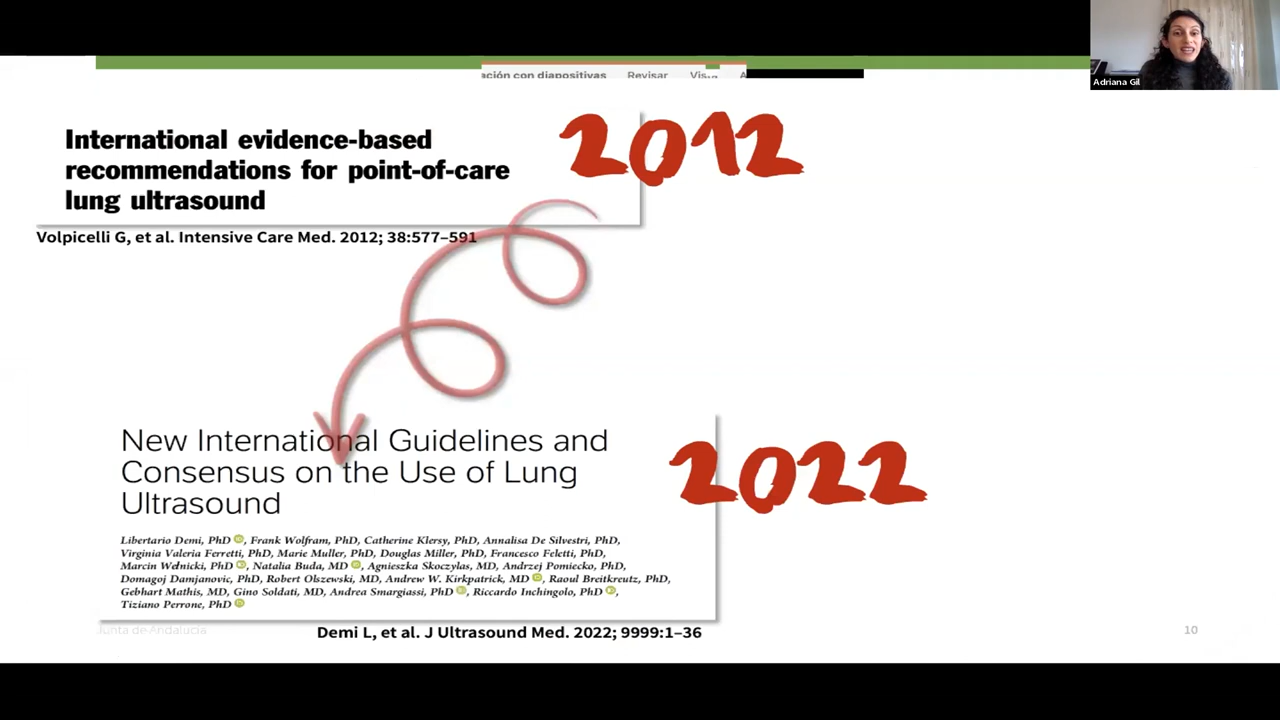 Adriana Gil
ación con diapositivas Revisar Vis
International evidence-based
recommendations for point-of-care
lung ultrasound
2012
Volpicelli G, et al. Intensive Care Med. 2012; 38:577–591
New International Guidelines and
Consensus on the Use of Lung
Ultrasound
2022
Libertario Demi, PhD, Frank Wolfram, PhD, Catherine Klersy, PhD, Annalisa De Silvestri, PhD,
Virginia Valeria Ferretti, PhD, Marie Muller, PhD, Douglas Miller, PhD, Francesco Feletti, PhD,
Marcin Wełnicki, PhD, Natalia Buda, MD, Agnieszka Skoczylas, MD, Andrzej Pomiecko, PhD,
Domagoj Damjanovic, PhD, Robert Olszewski, MD, Andrew W. Kirkpatrick, MD, Raoul Breitkreutz, PhD,
Gebhart Mathis, MD, Gino Soldati, MD, Andrea Smargiassi, PhD, Riccardo Inchingolo, PhD,
Tiziano Perrone, PhD
Junta de Andalucía
Demi L, et al. J Ultrasound Med. 2022; 9999:1–36
10